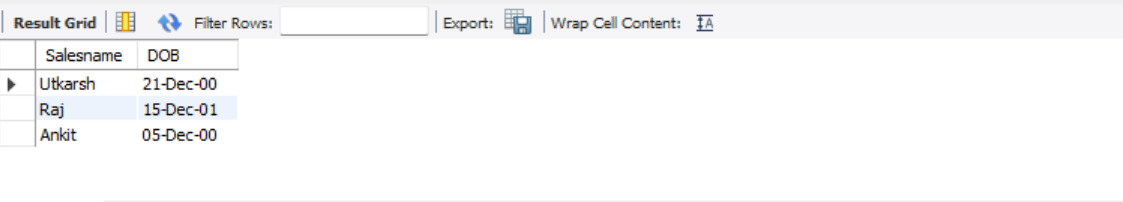 Result Grid Filter Rows: Export: Wrap Cell Content: IA
Salesname DOB
Utkarsh 21-Dec-00
Raj 15-Dec-01
Ankit 05-Dec-00